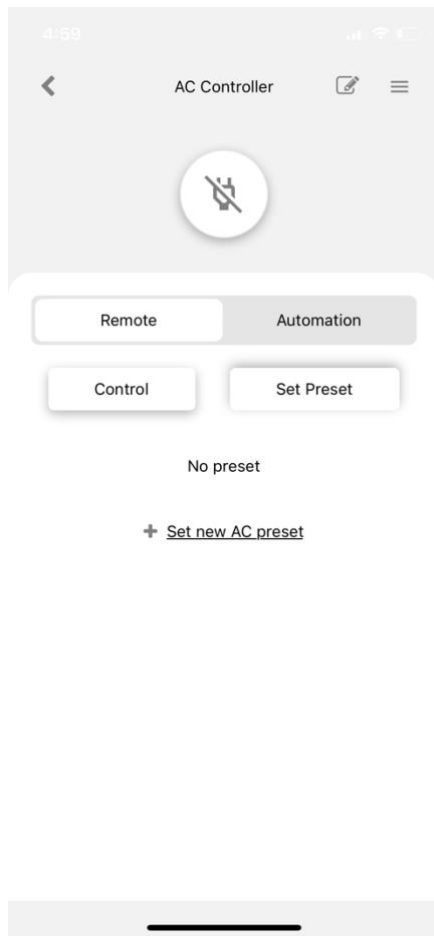 4:59
AC Controller
Remote Automation
Control Set Preset
No preset
Set new AC preset